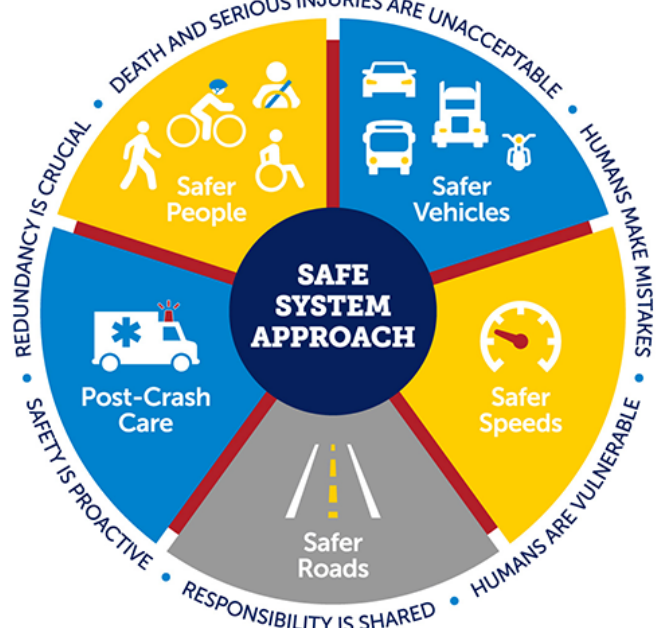 DEATH AND SERIOUS INJURIES ARE UNACCEPTABLE
HUMANS MAKE MISTAKES
HUMANS ARE VULNERABLE
RESPONSIBILITY IS SHARED
SAFETY IS PROACTIVE
REDUNDANCY IS CRUCIAL
Safer
People
Safer
Vehicles
SAFE
SYSTEM
APPROACH
Post-Crash
Care
Safer
Speeds
Safer
Roads